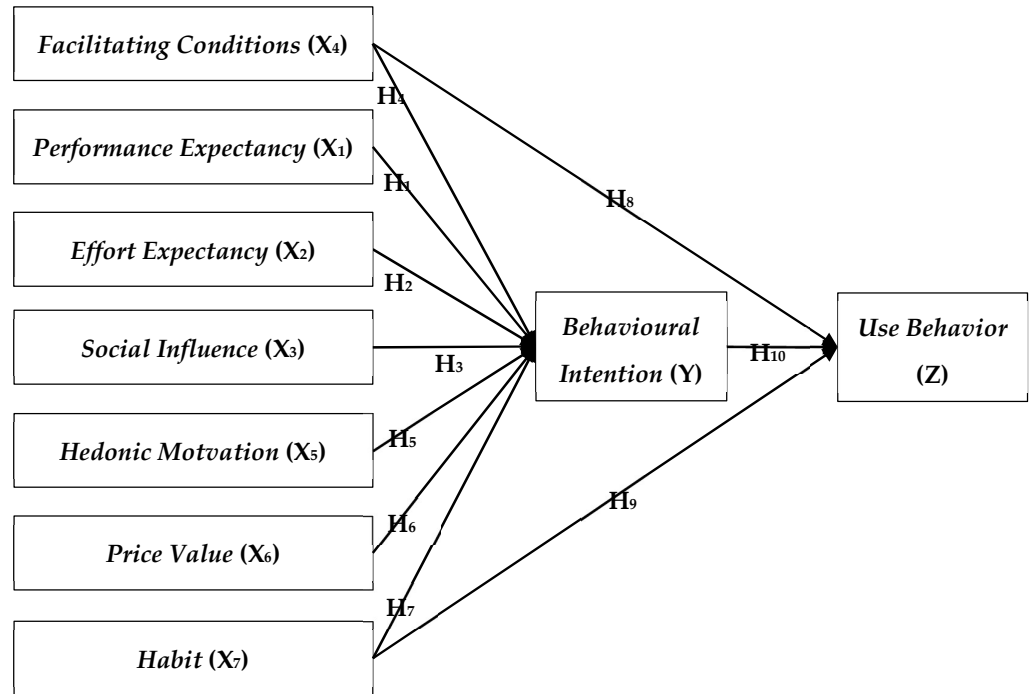 Facilitating Conditions (X₄)
H₄
Performance Expectancy (X₁)
H₁
H₈
Effort Expectancy (X₂)
H₂
Social Influence (X₃)
H₃
Behavioural
Intention (Y)
H₁₀
Use Behavior
(Z)
Hedonic Motvation (X₅)
H₅
H₉
Price Value (X₆)
H₆
H₇
Habit (X₇)